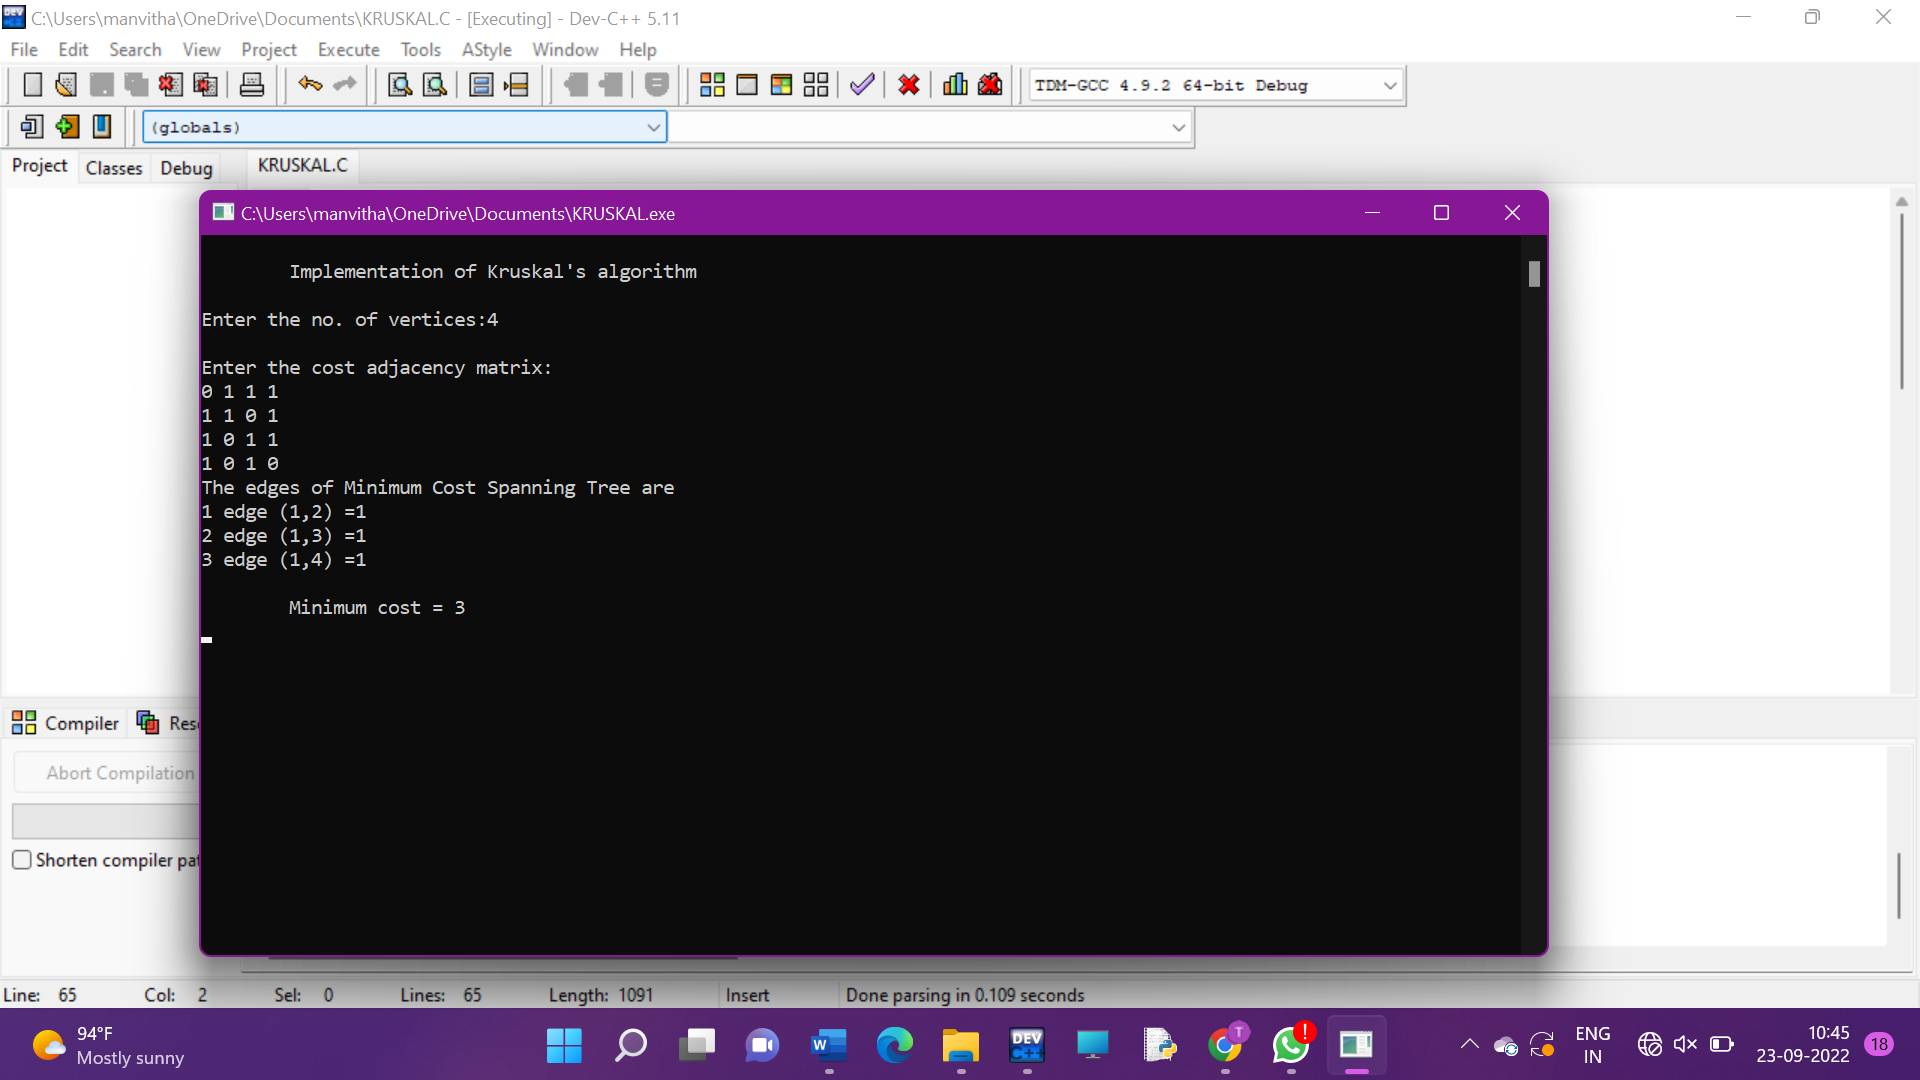 C:\Users\manvitha\OneDrive\Documents\KRUSKAL.C - [Executing] - Dev-C++ 5.11
File Edit Search View Project Execute Tools AStyle Window Help
TDM-GCC 4.9.2 64-bit Debug
(globals)
Project Classes Debug KRUSKAL.C
C:\Users\manvitha\OneDrive\Documents\KRUSKAL.exe
Implementation of Kruskal's algorithm
Enter the no. of vertices:4
Enter the cost adjacency matrix:
0 1 1 1
1 1 0 1
1 0 1 1
1 0 1 0
The edges of Minimum Cost Spanning Tree are
1 edge (1,2) =1
2 edge (1,3) =1
3 edge (1,4) =1
Minimum cost = 3
Compiler Res
Abort Compilation
Shorten compiler pat
Line: 65 Col: 2 Sel: 0 Lines: 65 Length: 1091 Insert Done parsing in 0.109 seconds
94°F
Mostly sunny
W
DEV
C++
T
!
ENG
IN
10:45
23-09-2022
18